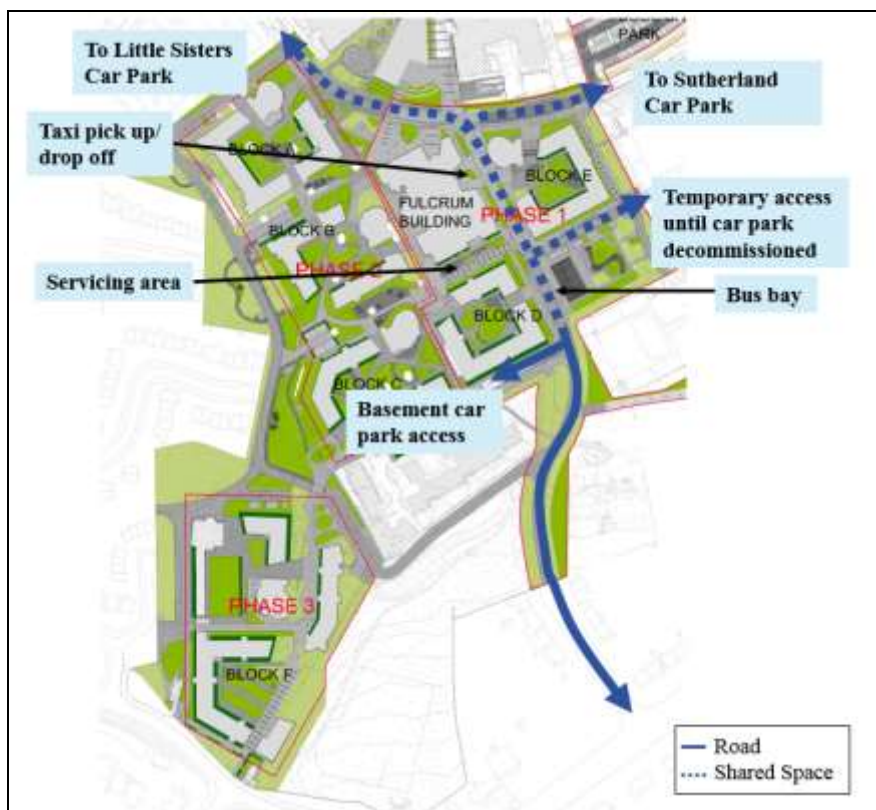 PARK
To Little Sisters
Car Park
To Sutherland
Car Park
Taxi pick up/
drop off
BLOCK A
BLOCK E
FULCRUM
BUILDING
PHASE 1
Temporary access
until car park
decommissioned
BLOCK B
PHASE 2
Servicing area
Bus bay
BLOCK D
BLOCK C
Basement car
park access
PHASE 3
BLOCK F
Road
Shared Space